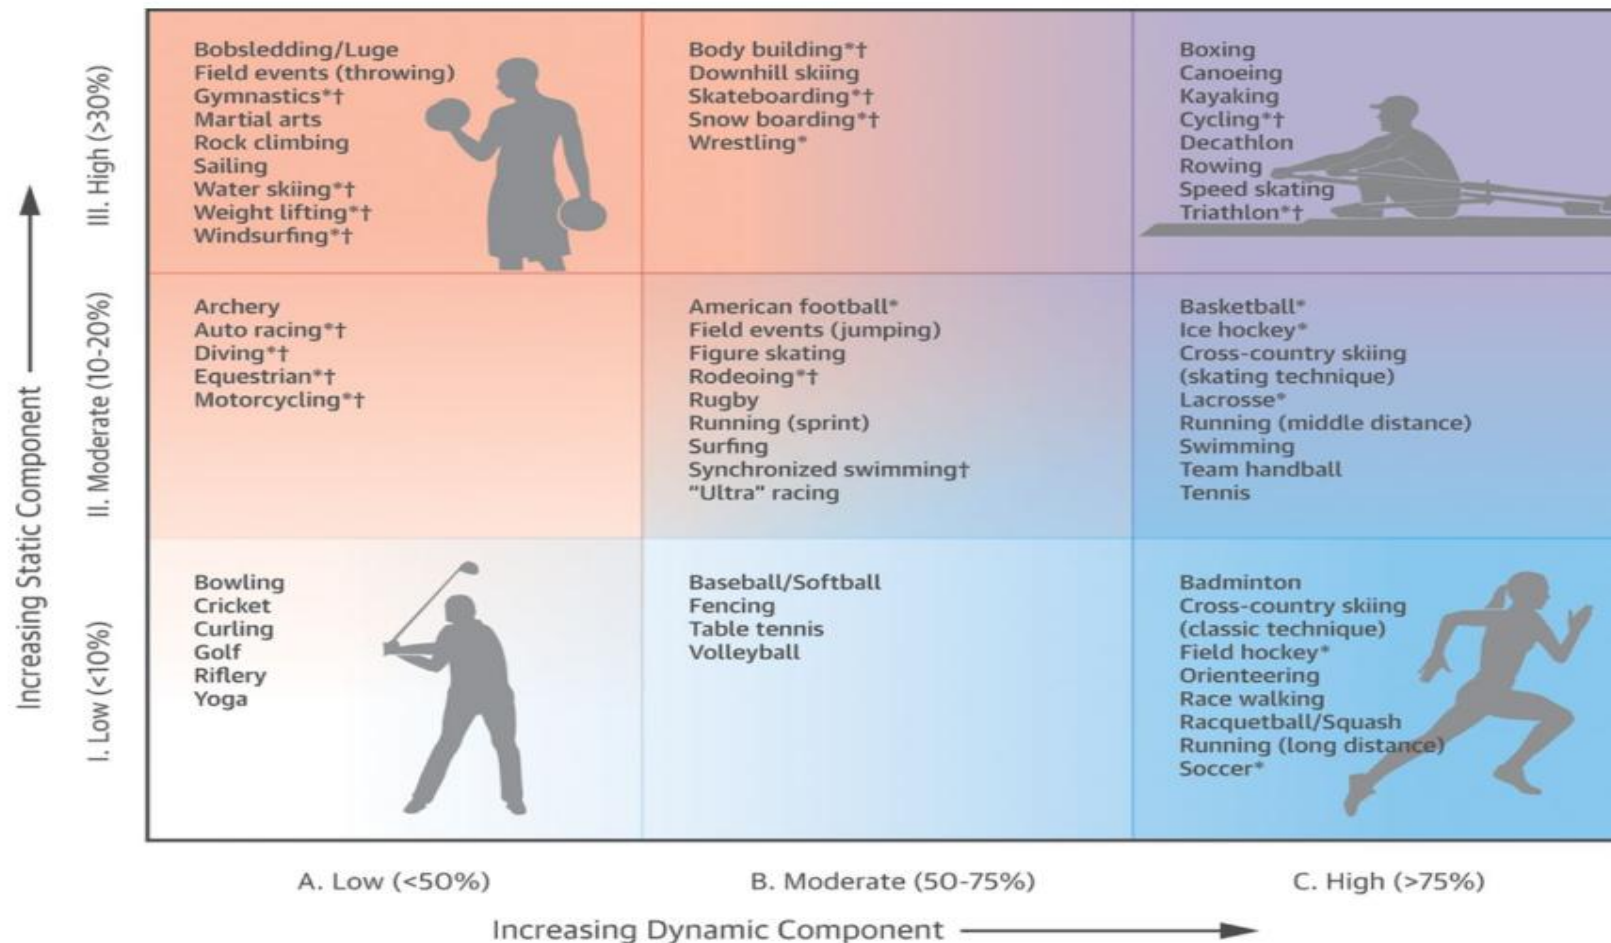 III. High (>30%)
Bobsledding/Luge
Field events (throwing)
Gymnastics*†
Martial arts
Rock climbing
Sailing
Water skiing*†
Weight lifting*†
Windsurfing*†
Body building*†
Downhill skiing
Skateboarding*†
Snow boarding*†
Wrestling*
Boxing
Canoeing
Kayaking
Cycling*†
Decathlon
Rowing
Speed skating
Triathlon*†
Increasing Static Component
II. Moderate (10-20%)
Archery
Auto racing*†
Diving*†
Equestrian*†
Motorcycling*†
American football*
Field events (jumping)
Figure skating
Rodeoing*†
Rugby
Running (sprint)
Surfing
Synchronized swimming†
“Ultra” racing
Basketball*
Ice hockey*
Cross-country skiing
(skating technique)
Lacrosse*
Running (middle distance)
Swimming
Team handball
Tennis
I. Low (<10%)
Bowling
Cricket
Curling
Golf
Riflery
Yoga
Baseball/Softball
Fencing
Table tennis
Volleyball
Badminton
Cross-country skiing
(classic technique)
Field hockey*
Orienteering
Race walking
Racquetball/Squash
Running (long distance)
Soccer*
A. Low (<50%)
B. Moderate (50-75%)
C. High (>75%)
Increasing Dynamic Component